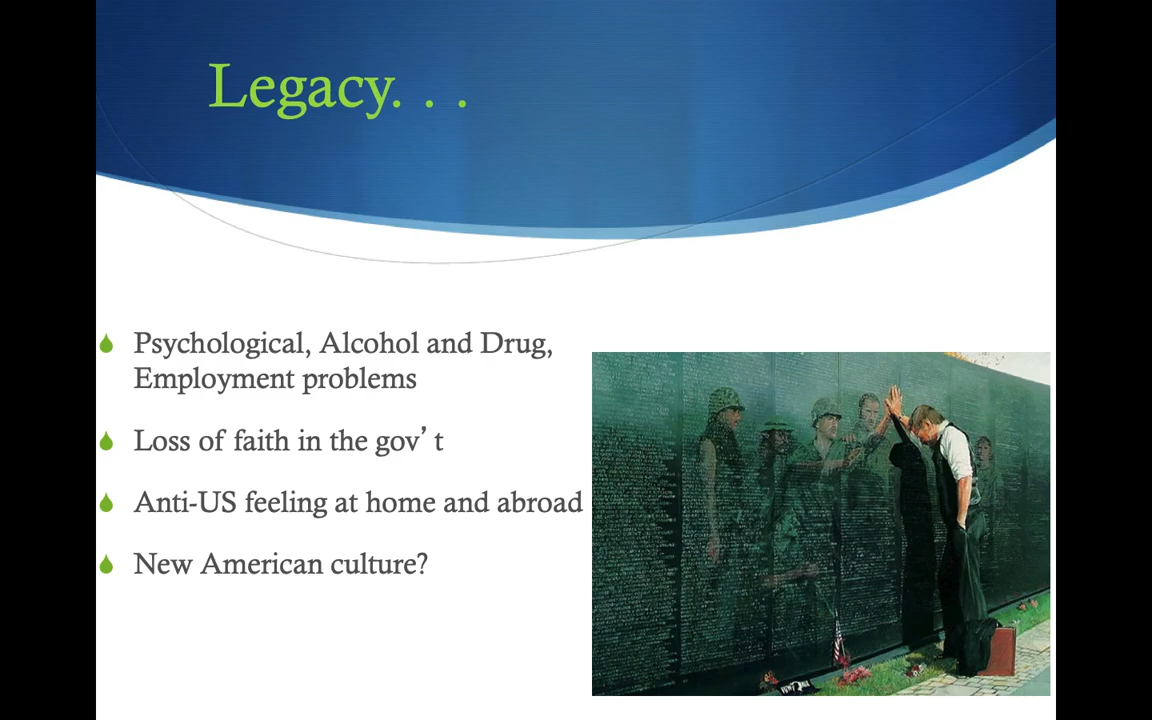 Legacy. . .
Psychological, Alcohol and Drug,
Employment problems
Loss of faith in the gov’ t
Anti-US feeling at home and abroad
New American culture?